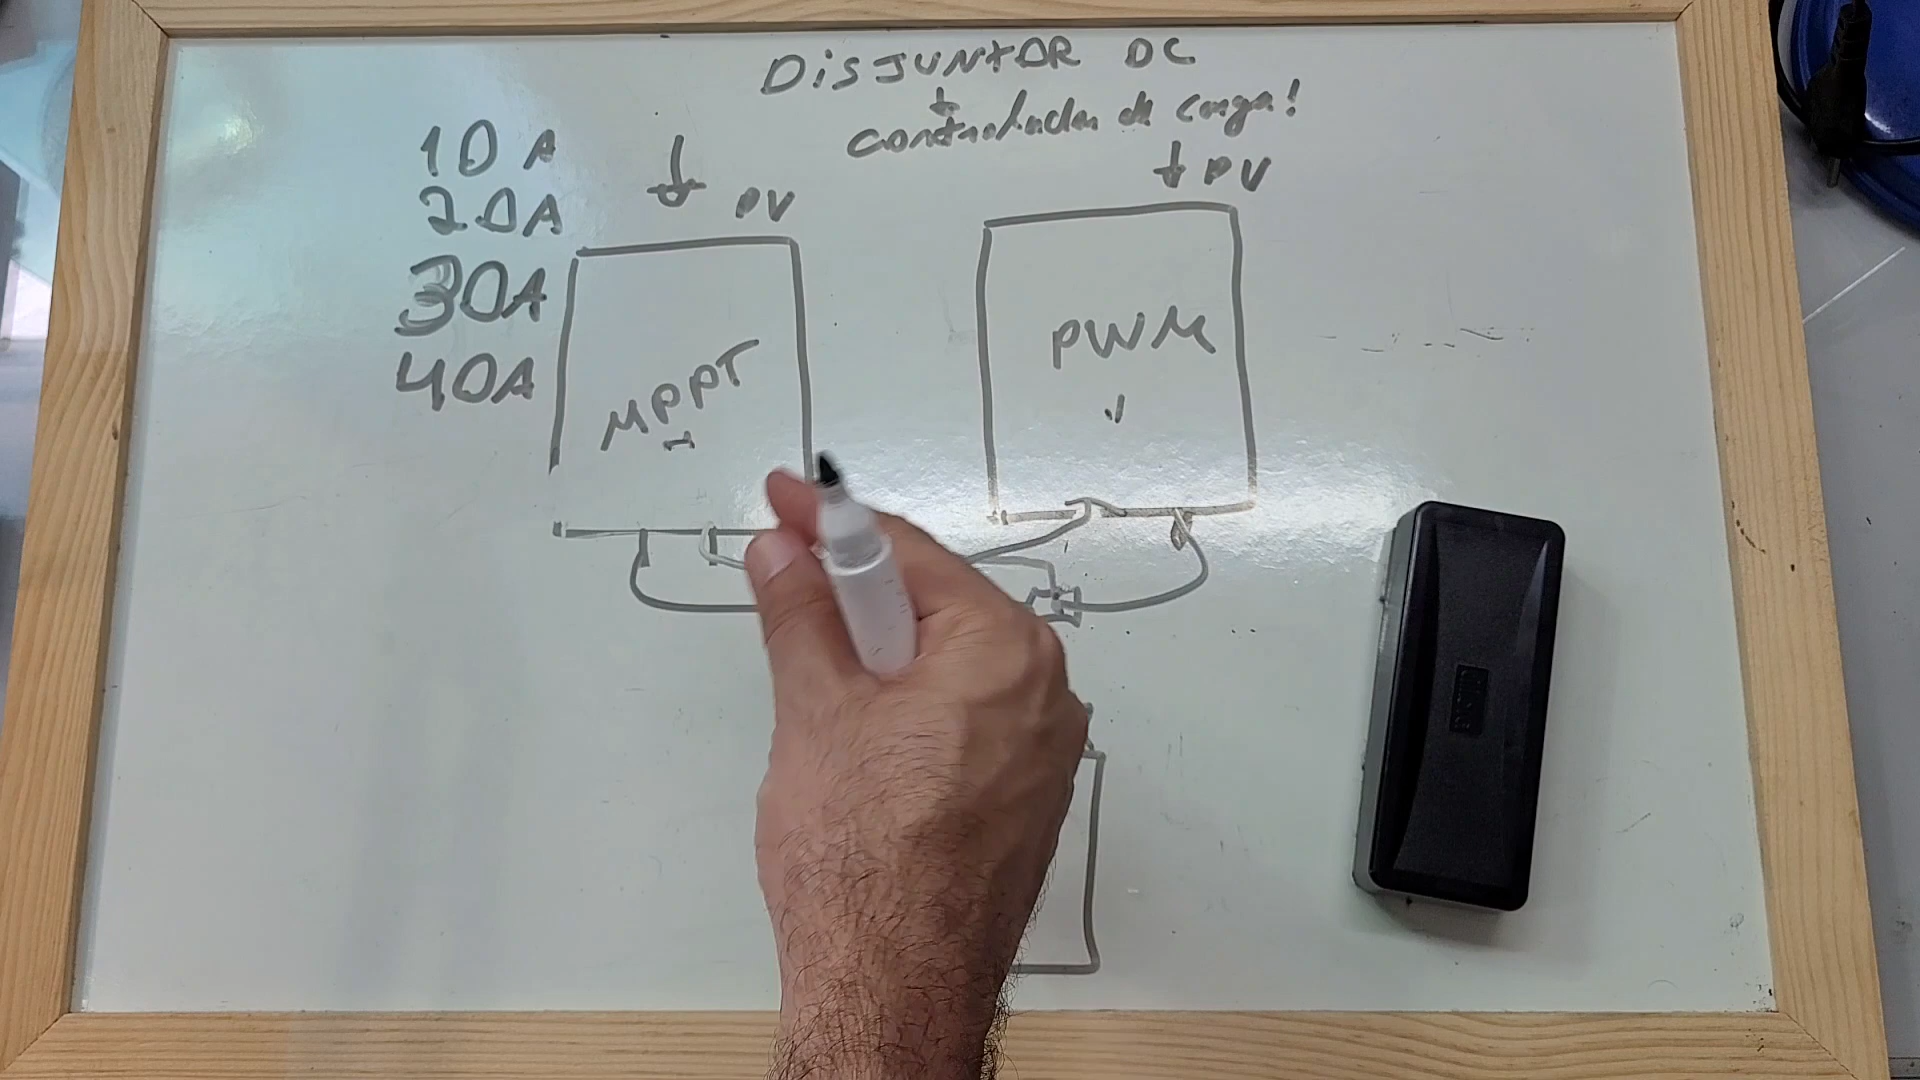 DISJUNTOR DC
controlador de carga!
10A
20A
30A
40A
PV
PV
MPPT
PWM